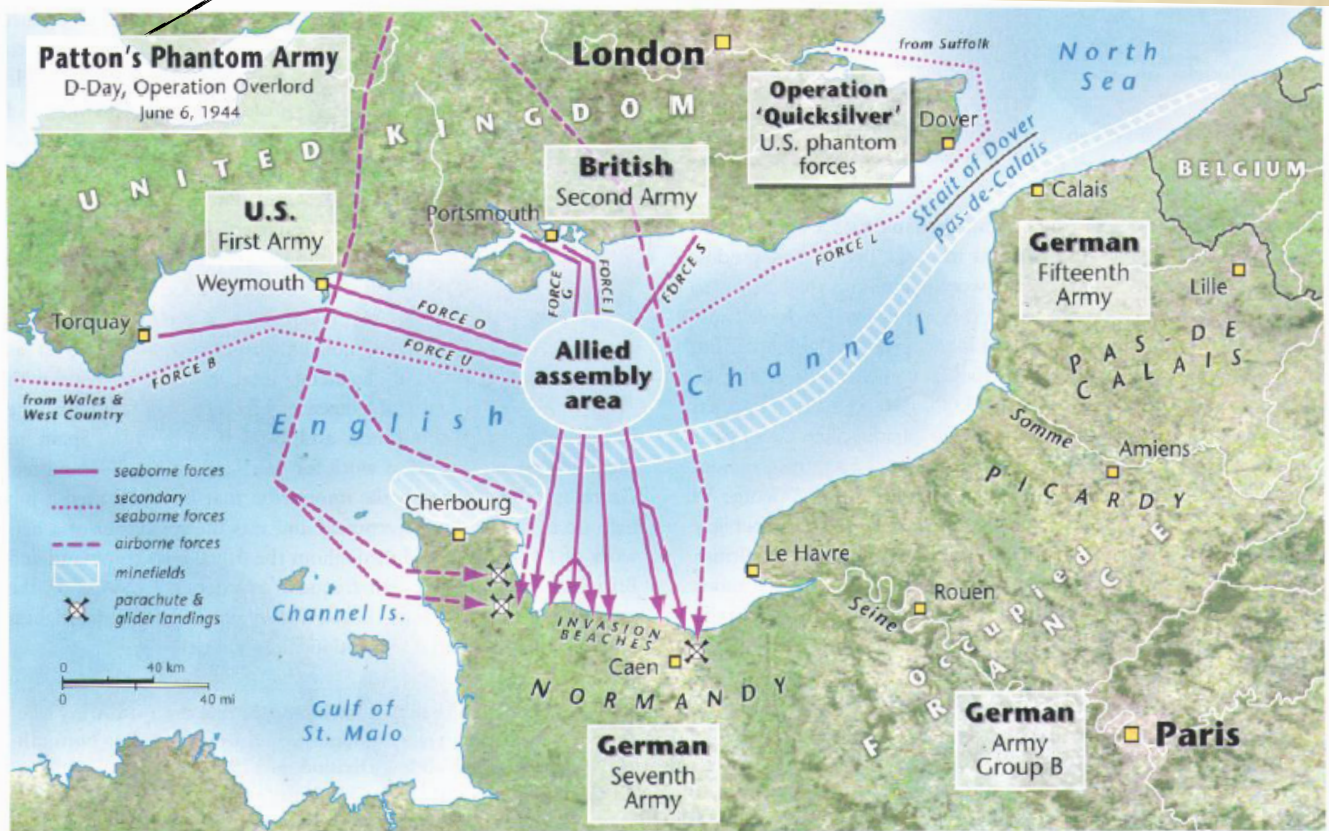 Patton's Phantom Army
D-Day, Operation Overlord
June 6, 1944
London
from Suffolk
North
Sea
UNITED KINGDOM
Operation
'Quicksilver'
U.S. phantom
forces
Dover
Strait of Dover
Pas-de-Calais
BELGIUM
British
Second Army
Calais
U.S.
First Army
Portsmouth
German
Fifteenth
Army
Lille
Weymouth
FORCE G
FORCE J
FORCE S
FORCE L
Torquay
FORCE O
FORCE U
FORCE B
Allied
assembly
area
PAS-DE
CALAIS
from Wales &
West Country
English Channel
Somme
Amiens
PICARDY
seaborne forces
secondary
seaborne forces
airborne forces
minefields
parachute &
glider landings
Cherbourg
Le Havre
Rouen
Seine
Occupied
FRANCE
Channel Is.
INVASION
BEACHES
Caen
NORMANDY
0 40 km
0 40 mi
Gulf of
St. Malo
German
Seventh
Army
German
Army
Group B
Paris